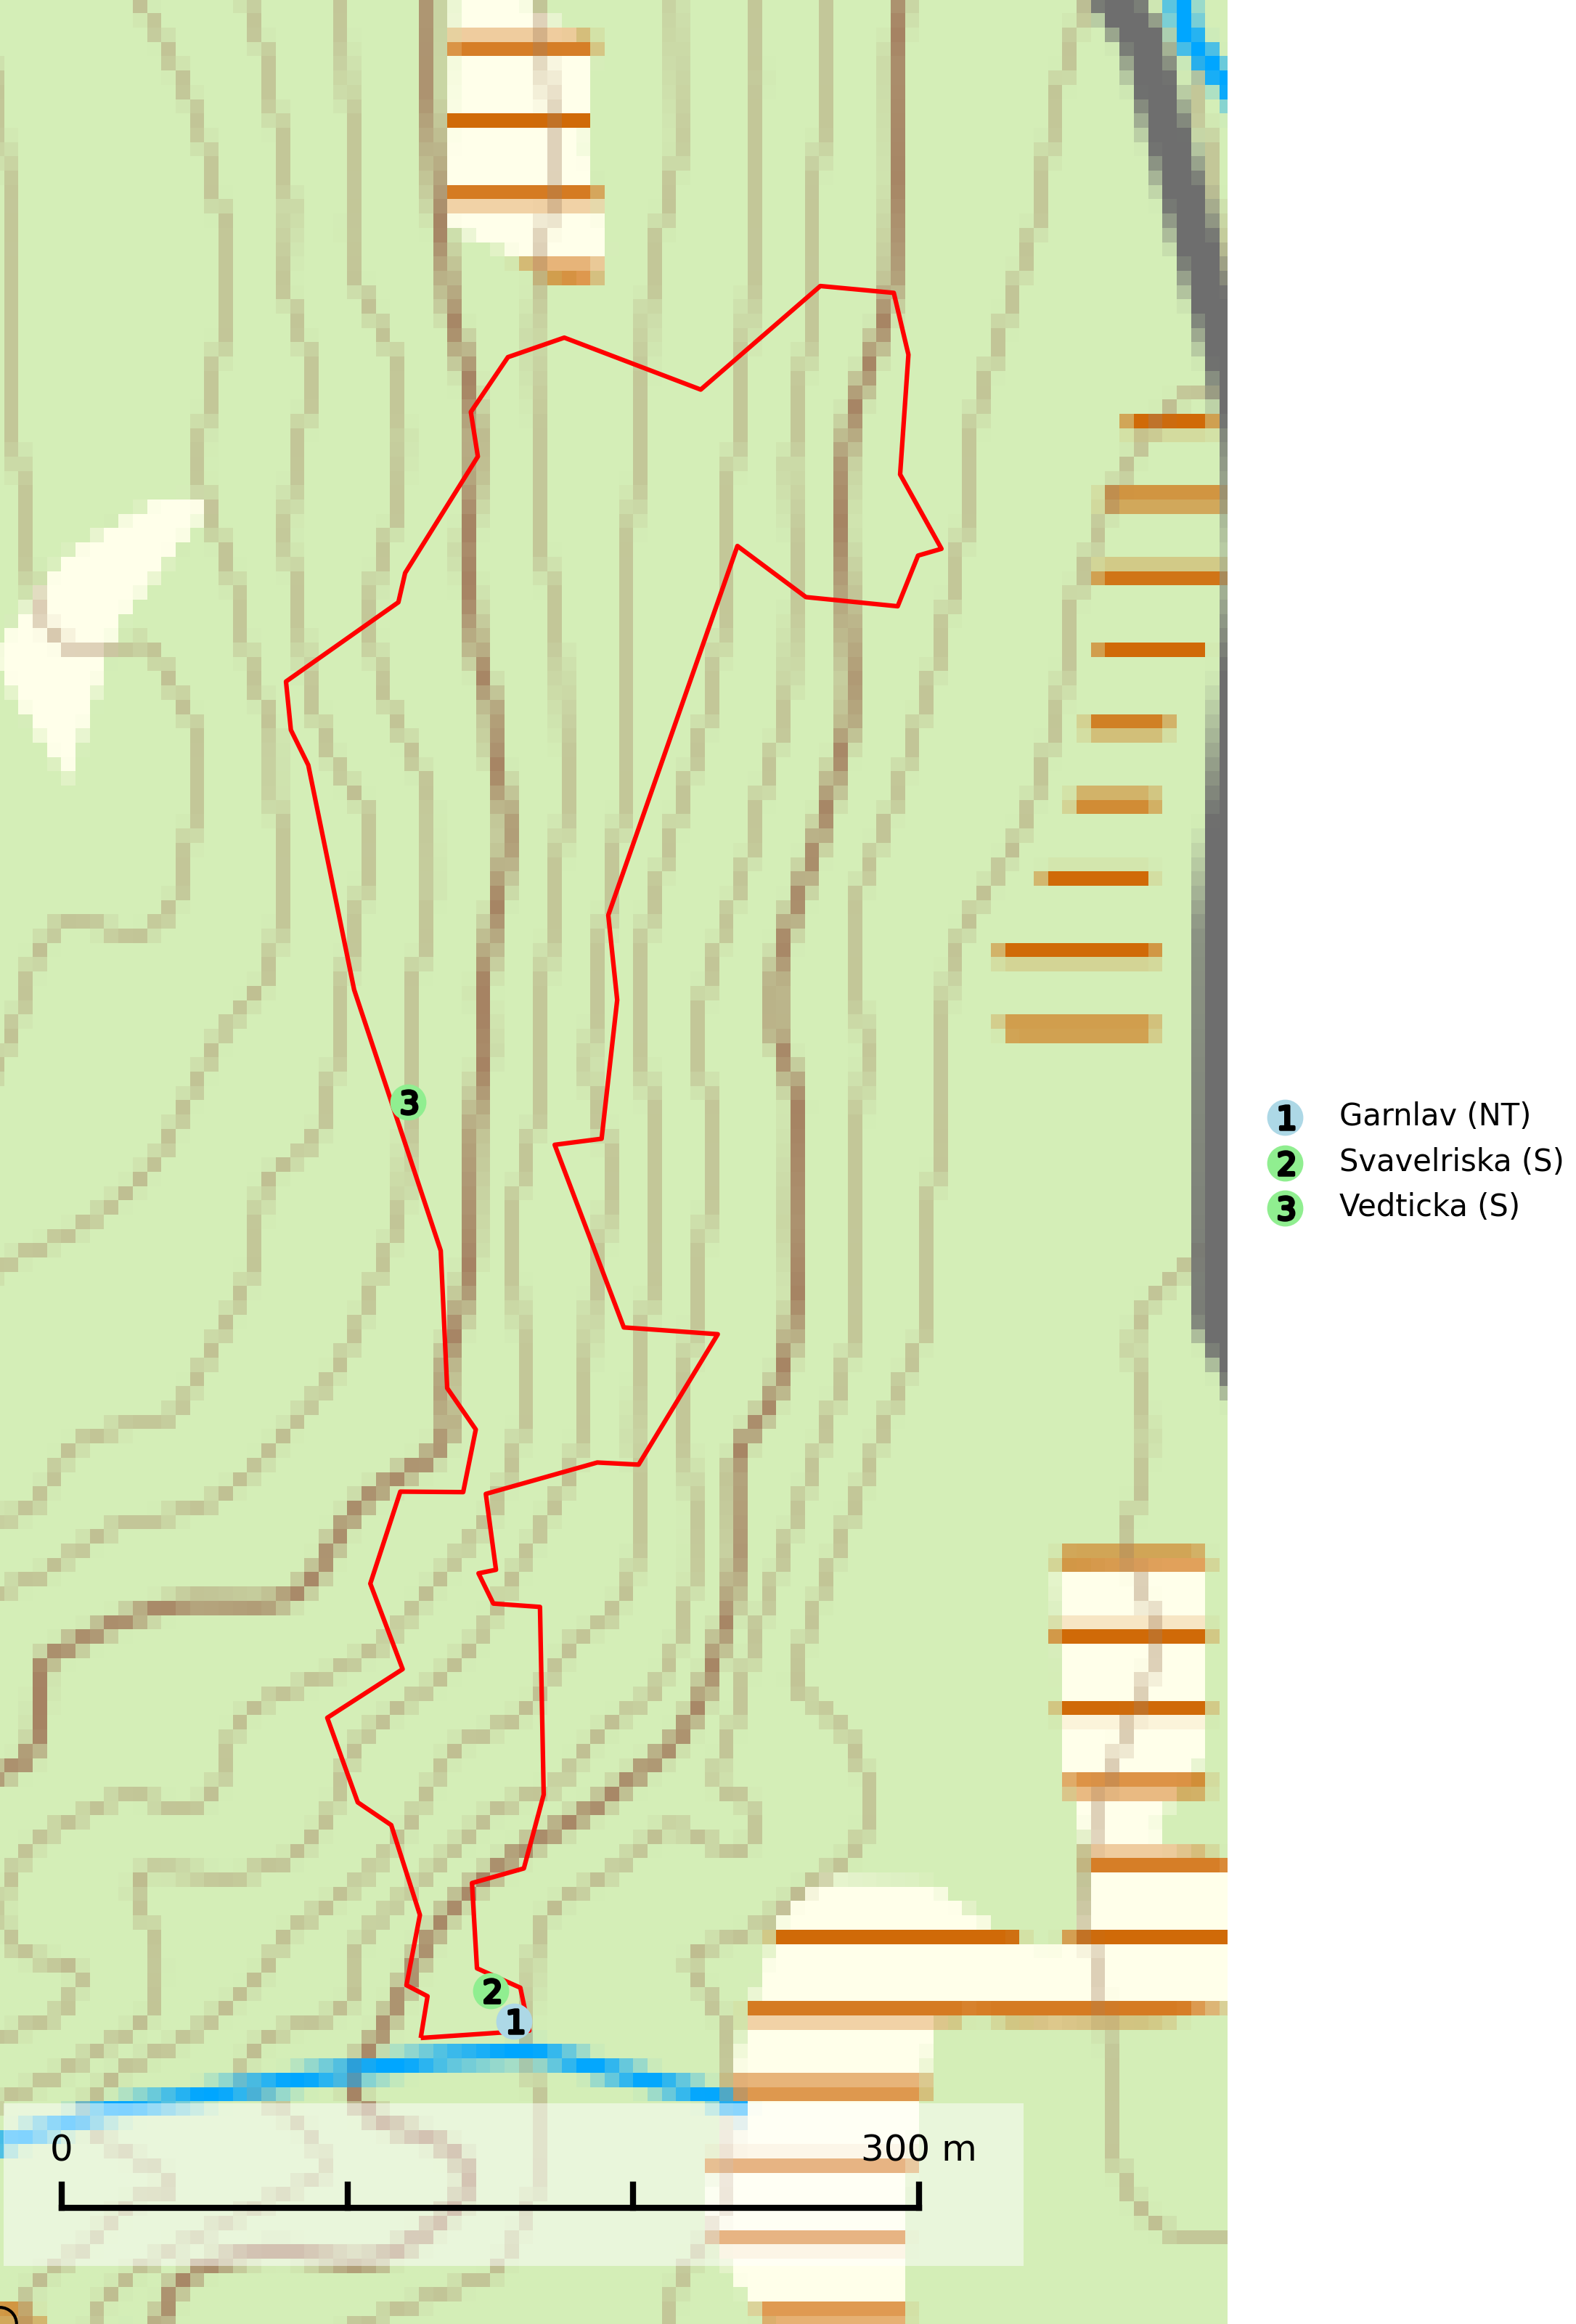 3
1 Garnlav (NT)
2 Svavelriska (S)
3 Vedticka (S)
2
1
0 300 m